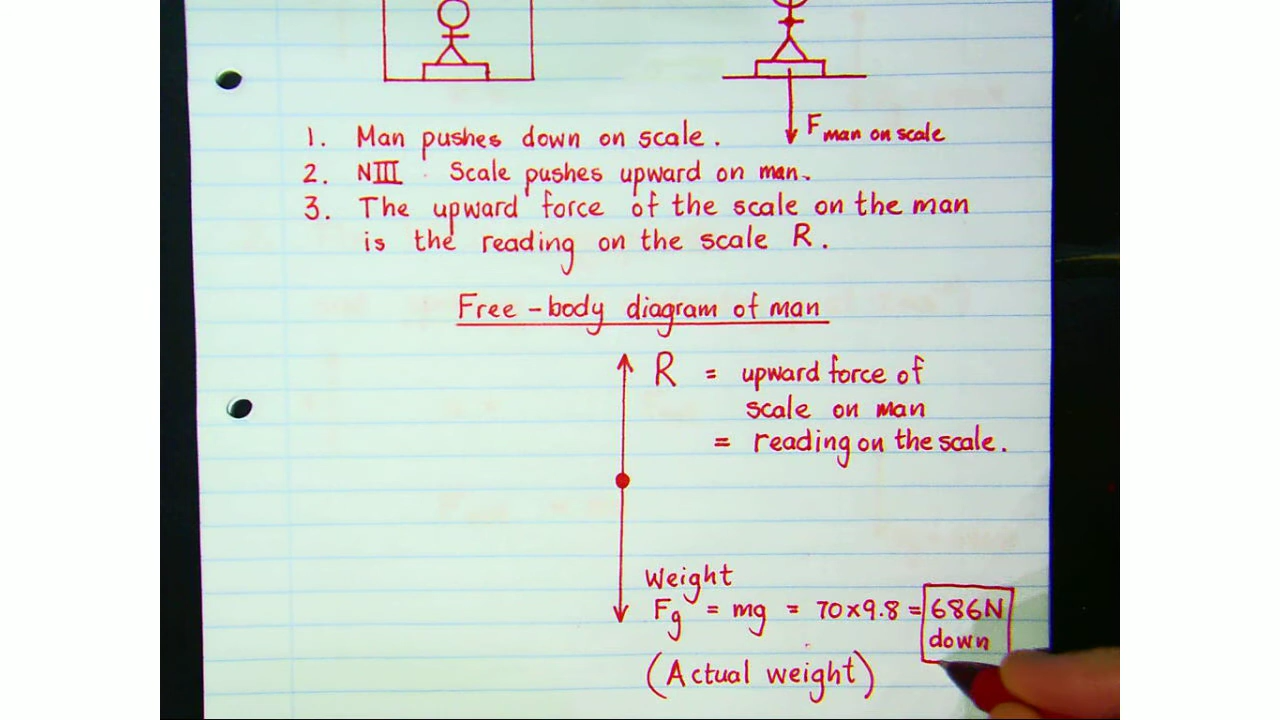 F man on scale
1. Man pushes down on scale.
2. NIII Scale pushes upward on man.
3. The upward force of the scale on the man
is the reading on the scale R.
Free-body diagram of man
R = upward force of
scale on man
= reading on the scale.
Weight
Fg = mg = 70x9.8 = 686N
down
(Actual weight)